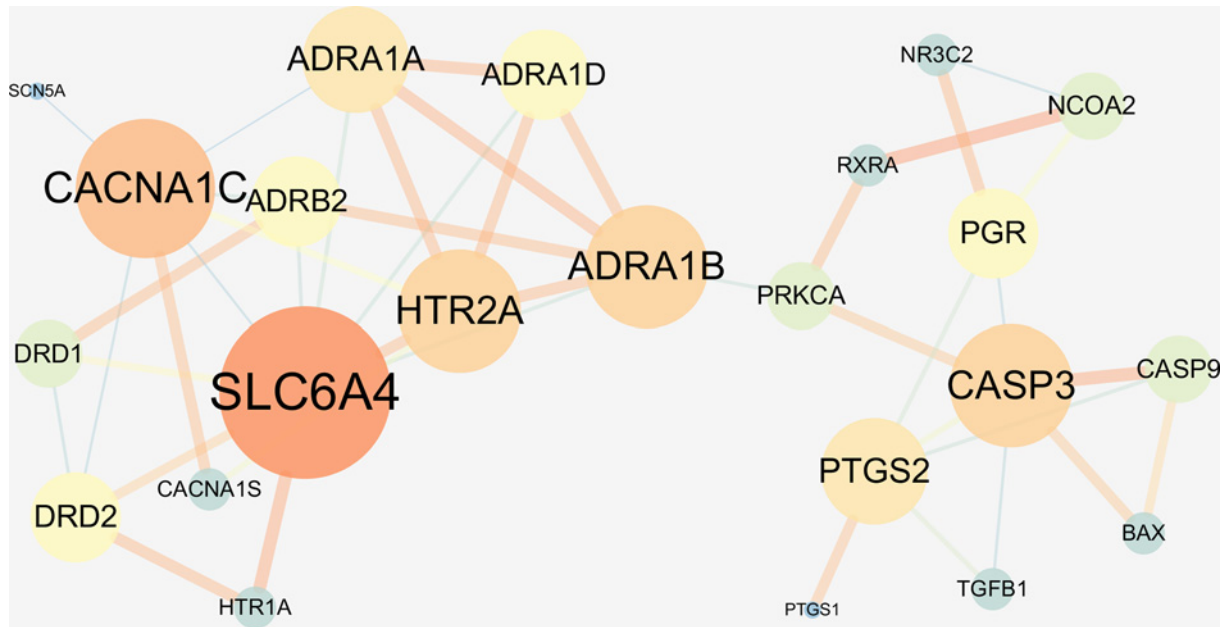 ADRA1A
ADRA1D
NR3C2
SCN5A
NCOA2
RXRA
CACNA1C
ADRB2
PGR
ADRA1B
PRKCA
HTR2A
DRD1
CASP9
SLC6A4
CASP3
PTGS2
CACNA1S
DRD2
BAX
TGFB1
HTR1A
PTGS1